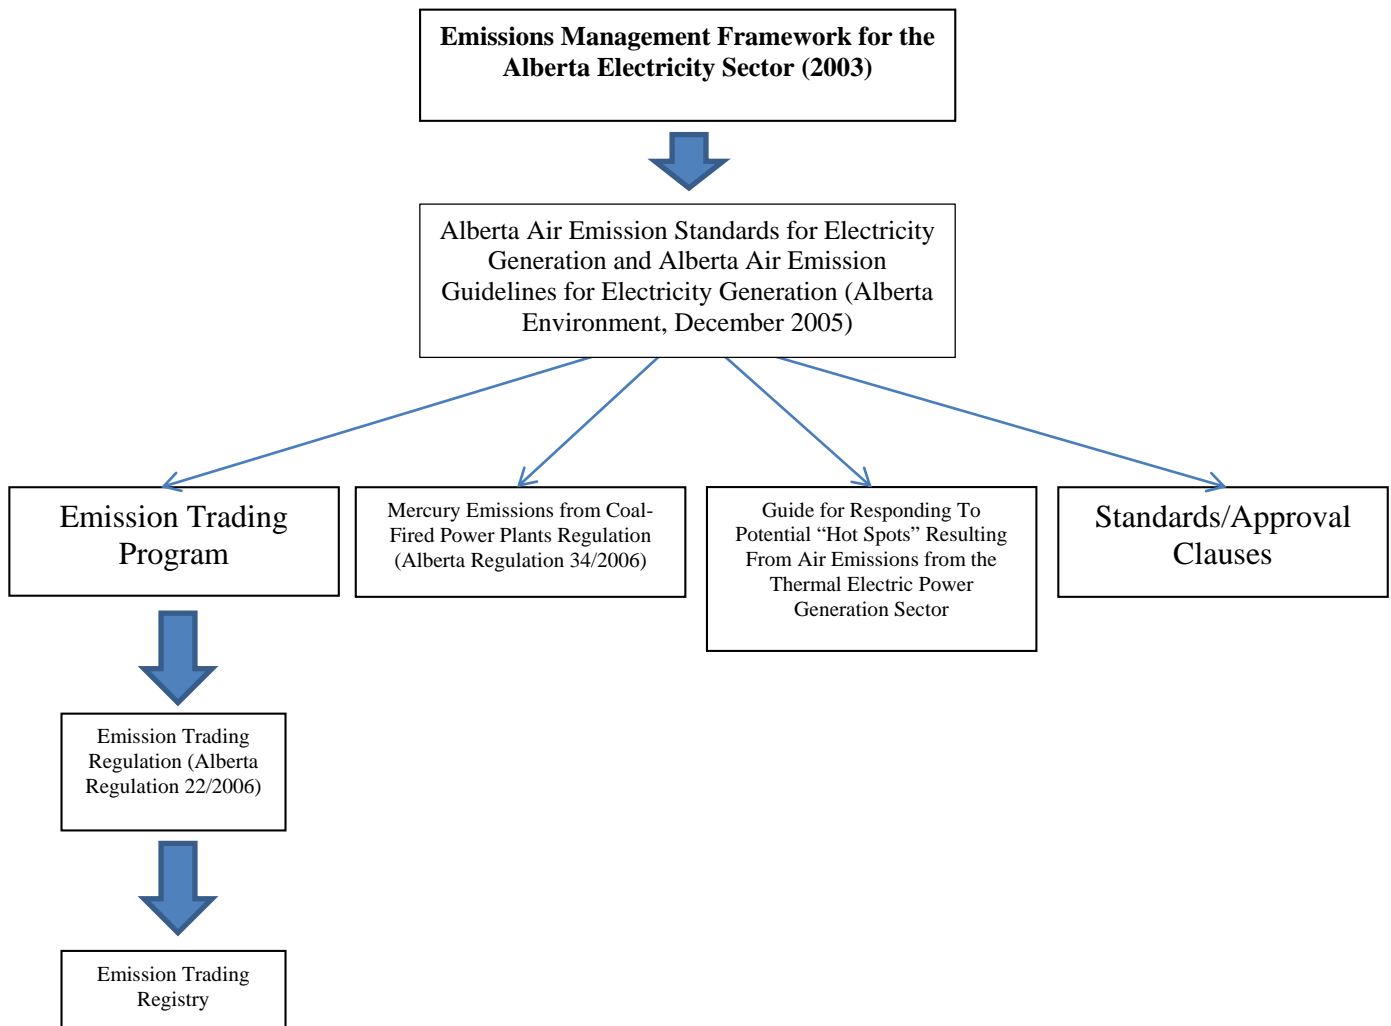 Emissions Management Framework for the
Alberta Electricity Sector (2003)
Alberta Air Emission Standards for Electricity
Generation and Alberta Air Emission
Guidelines for Electricity Generation (Alberta
Environment, December 2005)
Emission Trading
Program
Mercury Emissions from Coal-
Fired Power Plants Regulation
(Alberta Regulation 34/2006)
Guide for Responding To
Potential “Hot Spots” Resulting
From Air Emissions from the
Thermal Electric Power
Generation Sector
Standards/Approval
Clauses
Emission Trading
Regulation (Alberta
Regulation 22/2006)
Emission Trading
Registry